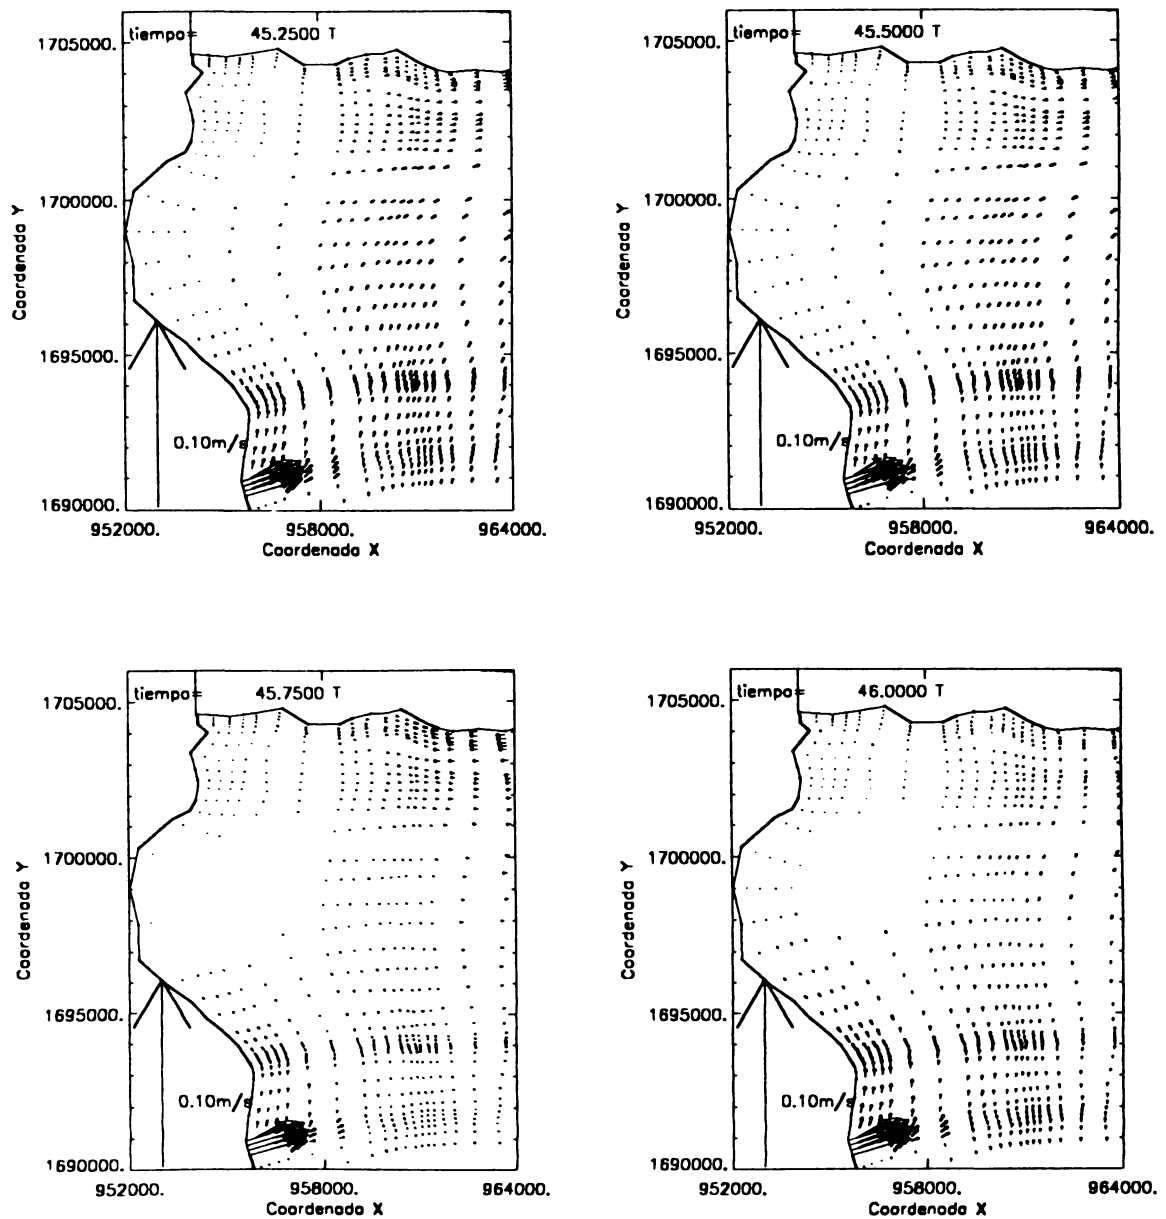 tiempo= 45.2500 T
1705000.
1700000.
1695000.
1690000.
Coordenada Y
0.10m/s
952000. 958000. 964000.
Coordenada X
tiempo= 45.5000 T
1705000.
1700000.
1695000.
1690000.
Coordenada Y
0.10m/s
952000. 958000. 964000.
Coordenada X
tiempo= 45.7500 T
1705000.
1700000.
1695000.
1690000.
Coordenada Y
0.10m/s
952000. 958000. 964000.
Coordenada X
tiempo= 46.0000 T
1705000.
1700000.
1695000.
1690000.
Coordenada Y
0.10m/s
952000. 958000. 964000.
Coordenada X